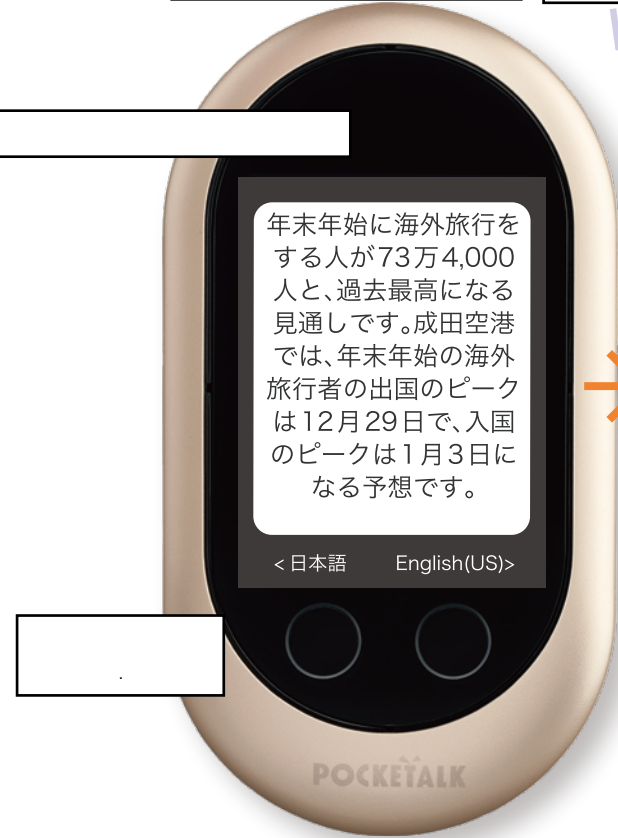 年末年始に海外旅行を
する人が73万4,000
人と、過去最高になる
見通しです。成田空港
では、年末年始の海外
旅行者の出国のピーク
は12月29日で、入国
のピークは1月3日に
なる予想です。
<日本語 English(US)>
.
POCKETALK